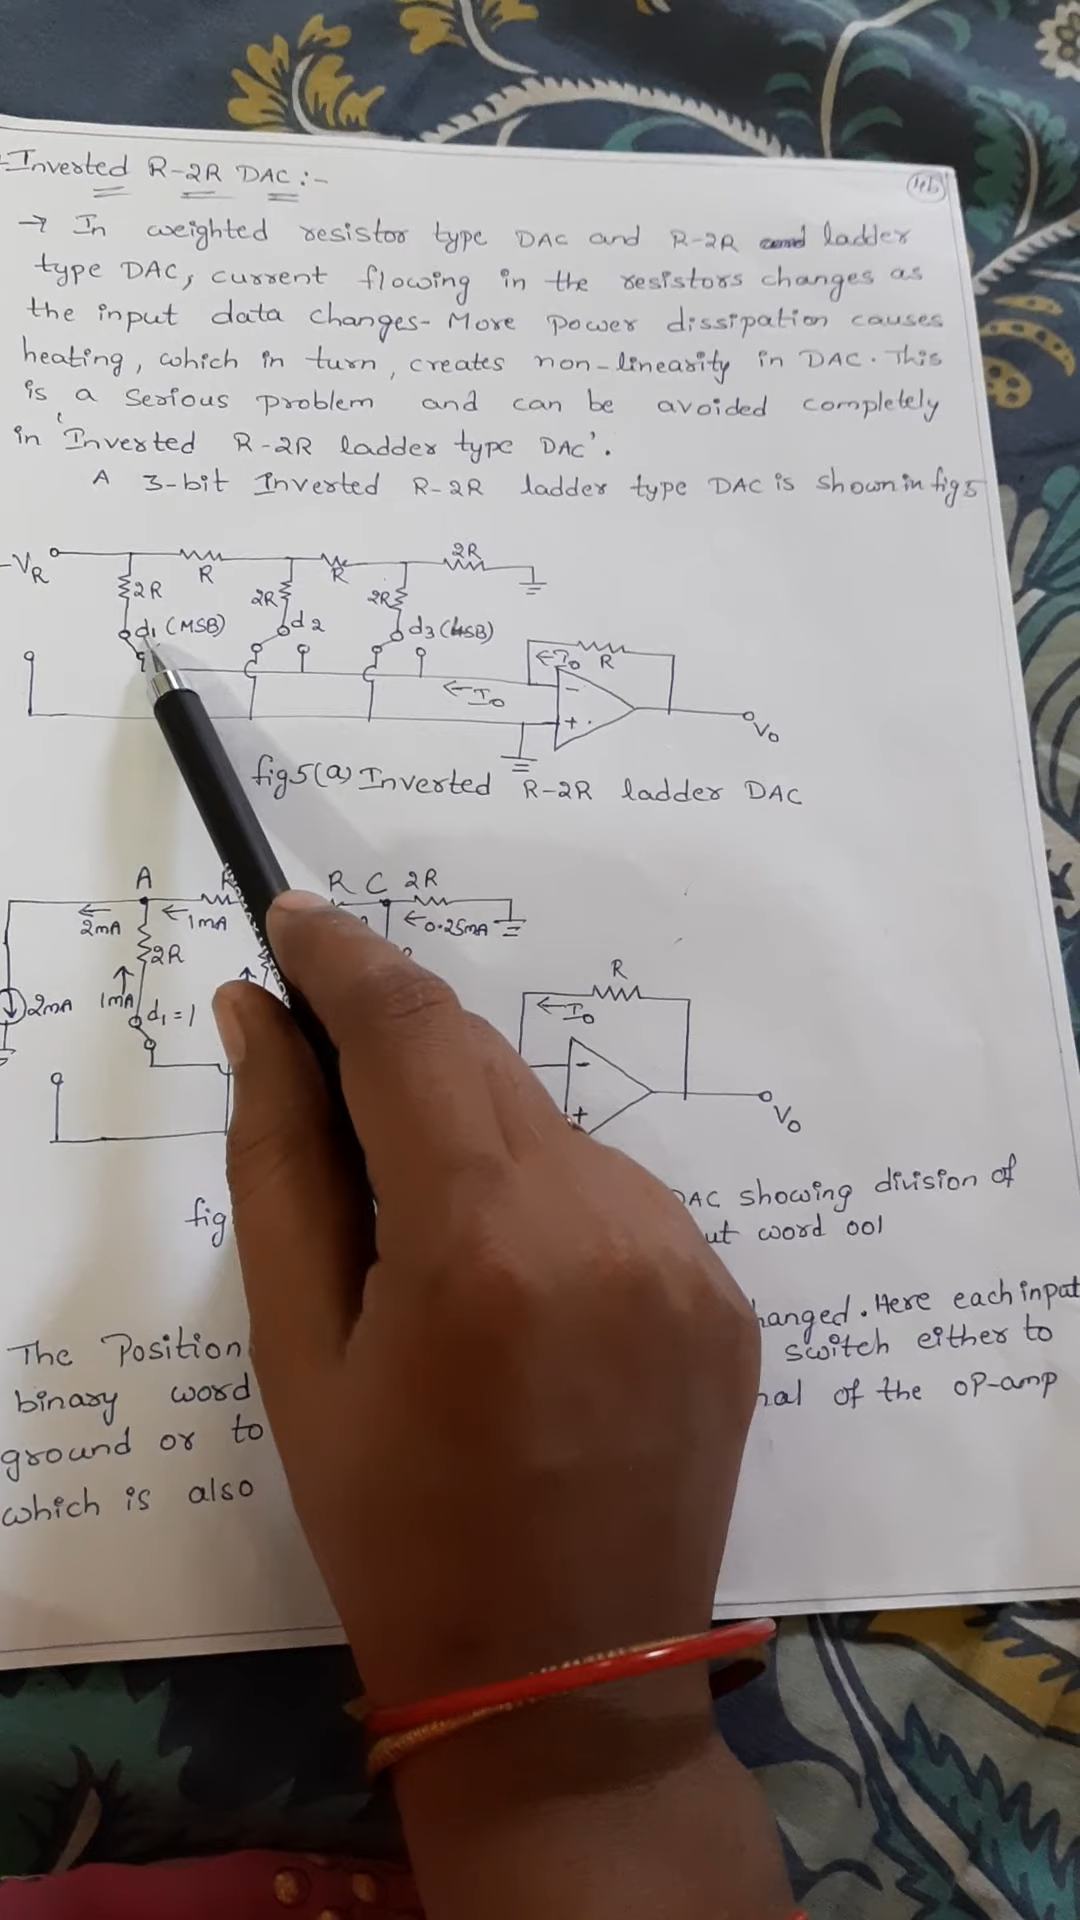 Inverted R-2R DAC:-
46
→ In weighted resistor type DAC and R-2R ladder
type DAC, current flowing in the resistors changes as
the input data changes- More power dissipation causes
heating, which in turn, creates non-linearity in DAC. This
is a serious problem and can be avoided completely
in 'Inverted R-2R ladder type DAC'.
A 3-bit Inverted R-2R ladder type DAC is shown in fig 5
-VR R R 2R
2R 2R 2R
d1 (MSB) d2 d3 (LSB)
←I0 R
←I0
- + V0
fig 5(a) Inverted R-2R ladder DAC
A R R C 2R
←2mA ←1mA ←0.25mA
2R
2mA 1mA d1=1
R
←I0
- + V0
fig DAC showing division of
word 001
Here each input
The Position switch either to
binary word of the OP-amp
ground or to
which is also